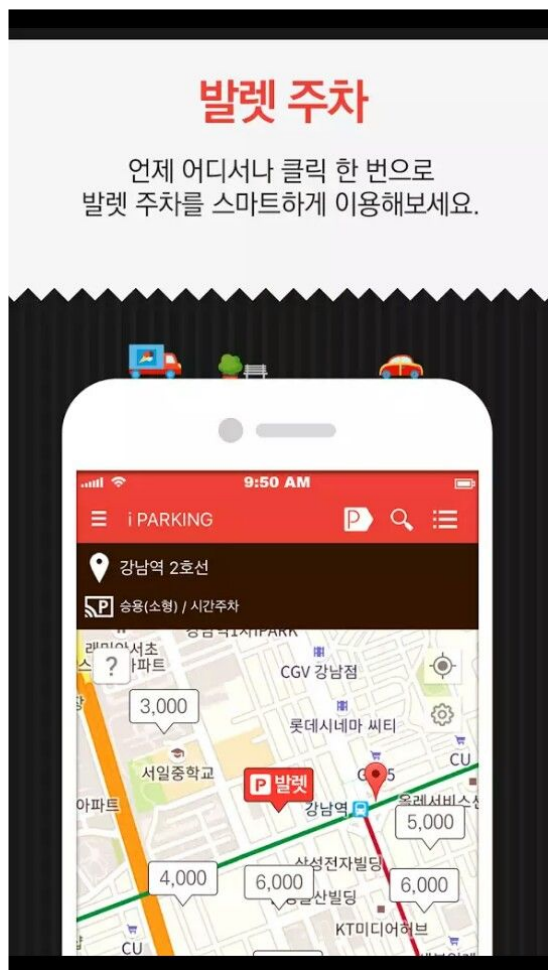 발렛 주차
언제 어디서나 클릭 한 번으로
발렛 주차를 스마트하게 이용해보세요.
9:50 AM
i PARKING
P
강남역 2호선
P 승용(소형) / 시간주차
?
CGV 강남점
3,000
롯데시네마 씨티
서일중학교
CU
P 발렛
아파트
강남역
5,000
삼성전자빌딩
4,000
6,000
6,000
KT미디어허브
CU